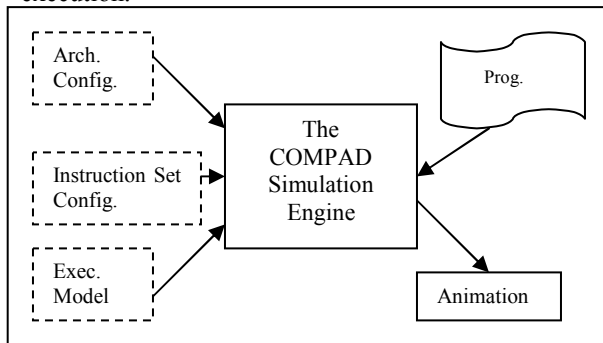 execution.
Arch.
Config.
Prog.
The
COMPAD
Simulation
Engine
Instruction Set
Config.
Exec.
Model
Animation